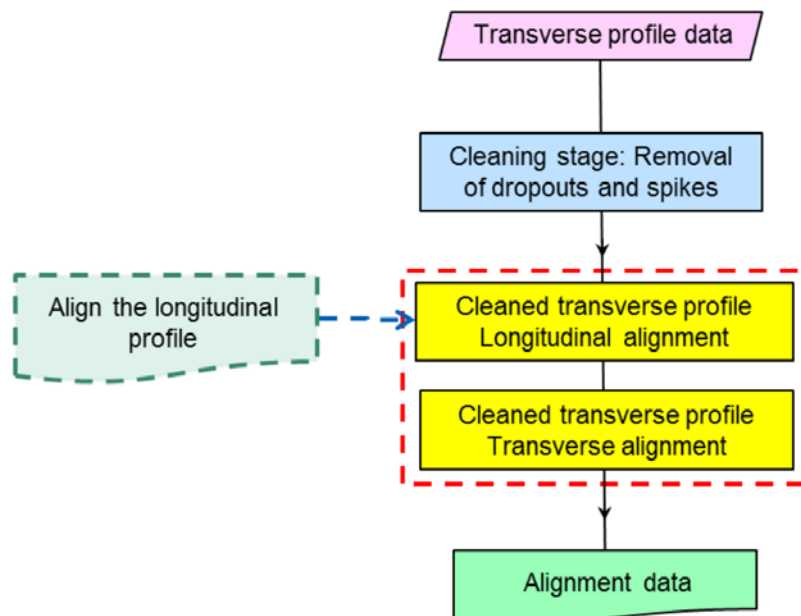 Transverse profile data
Cleaning stage: Removal
of dropouts and spikes
Align the longitudinal
profile
Cleaned transverse profile
Longitudinal alignment
Cleaned transverse profile
Transverse alignment
Alignment data